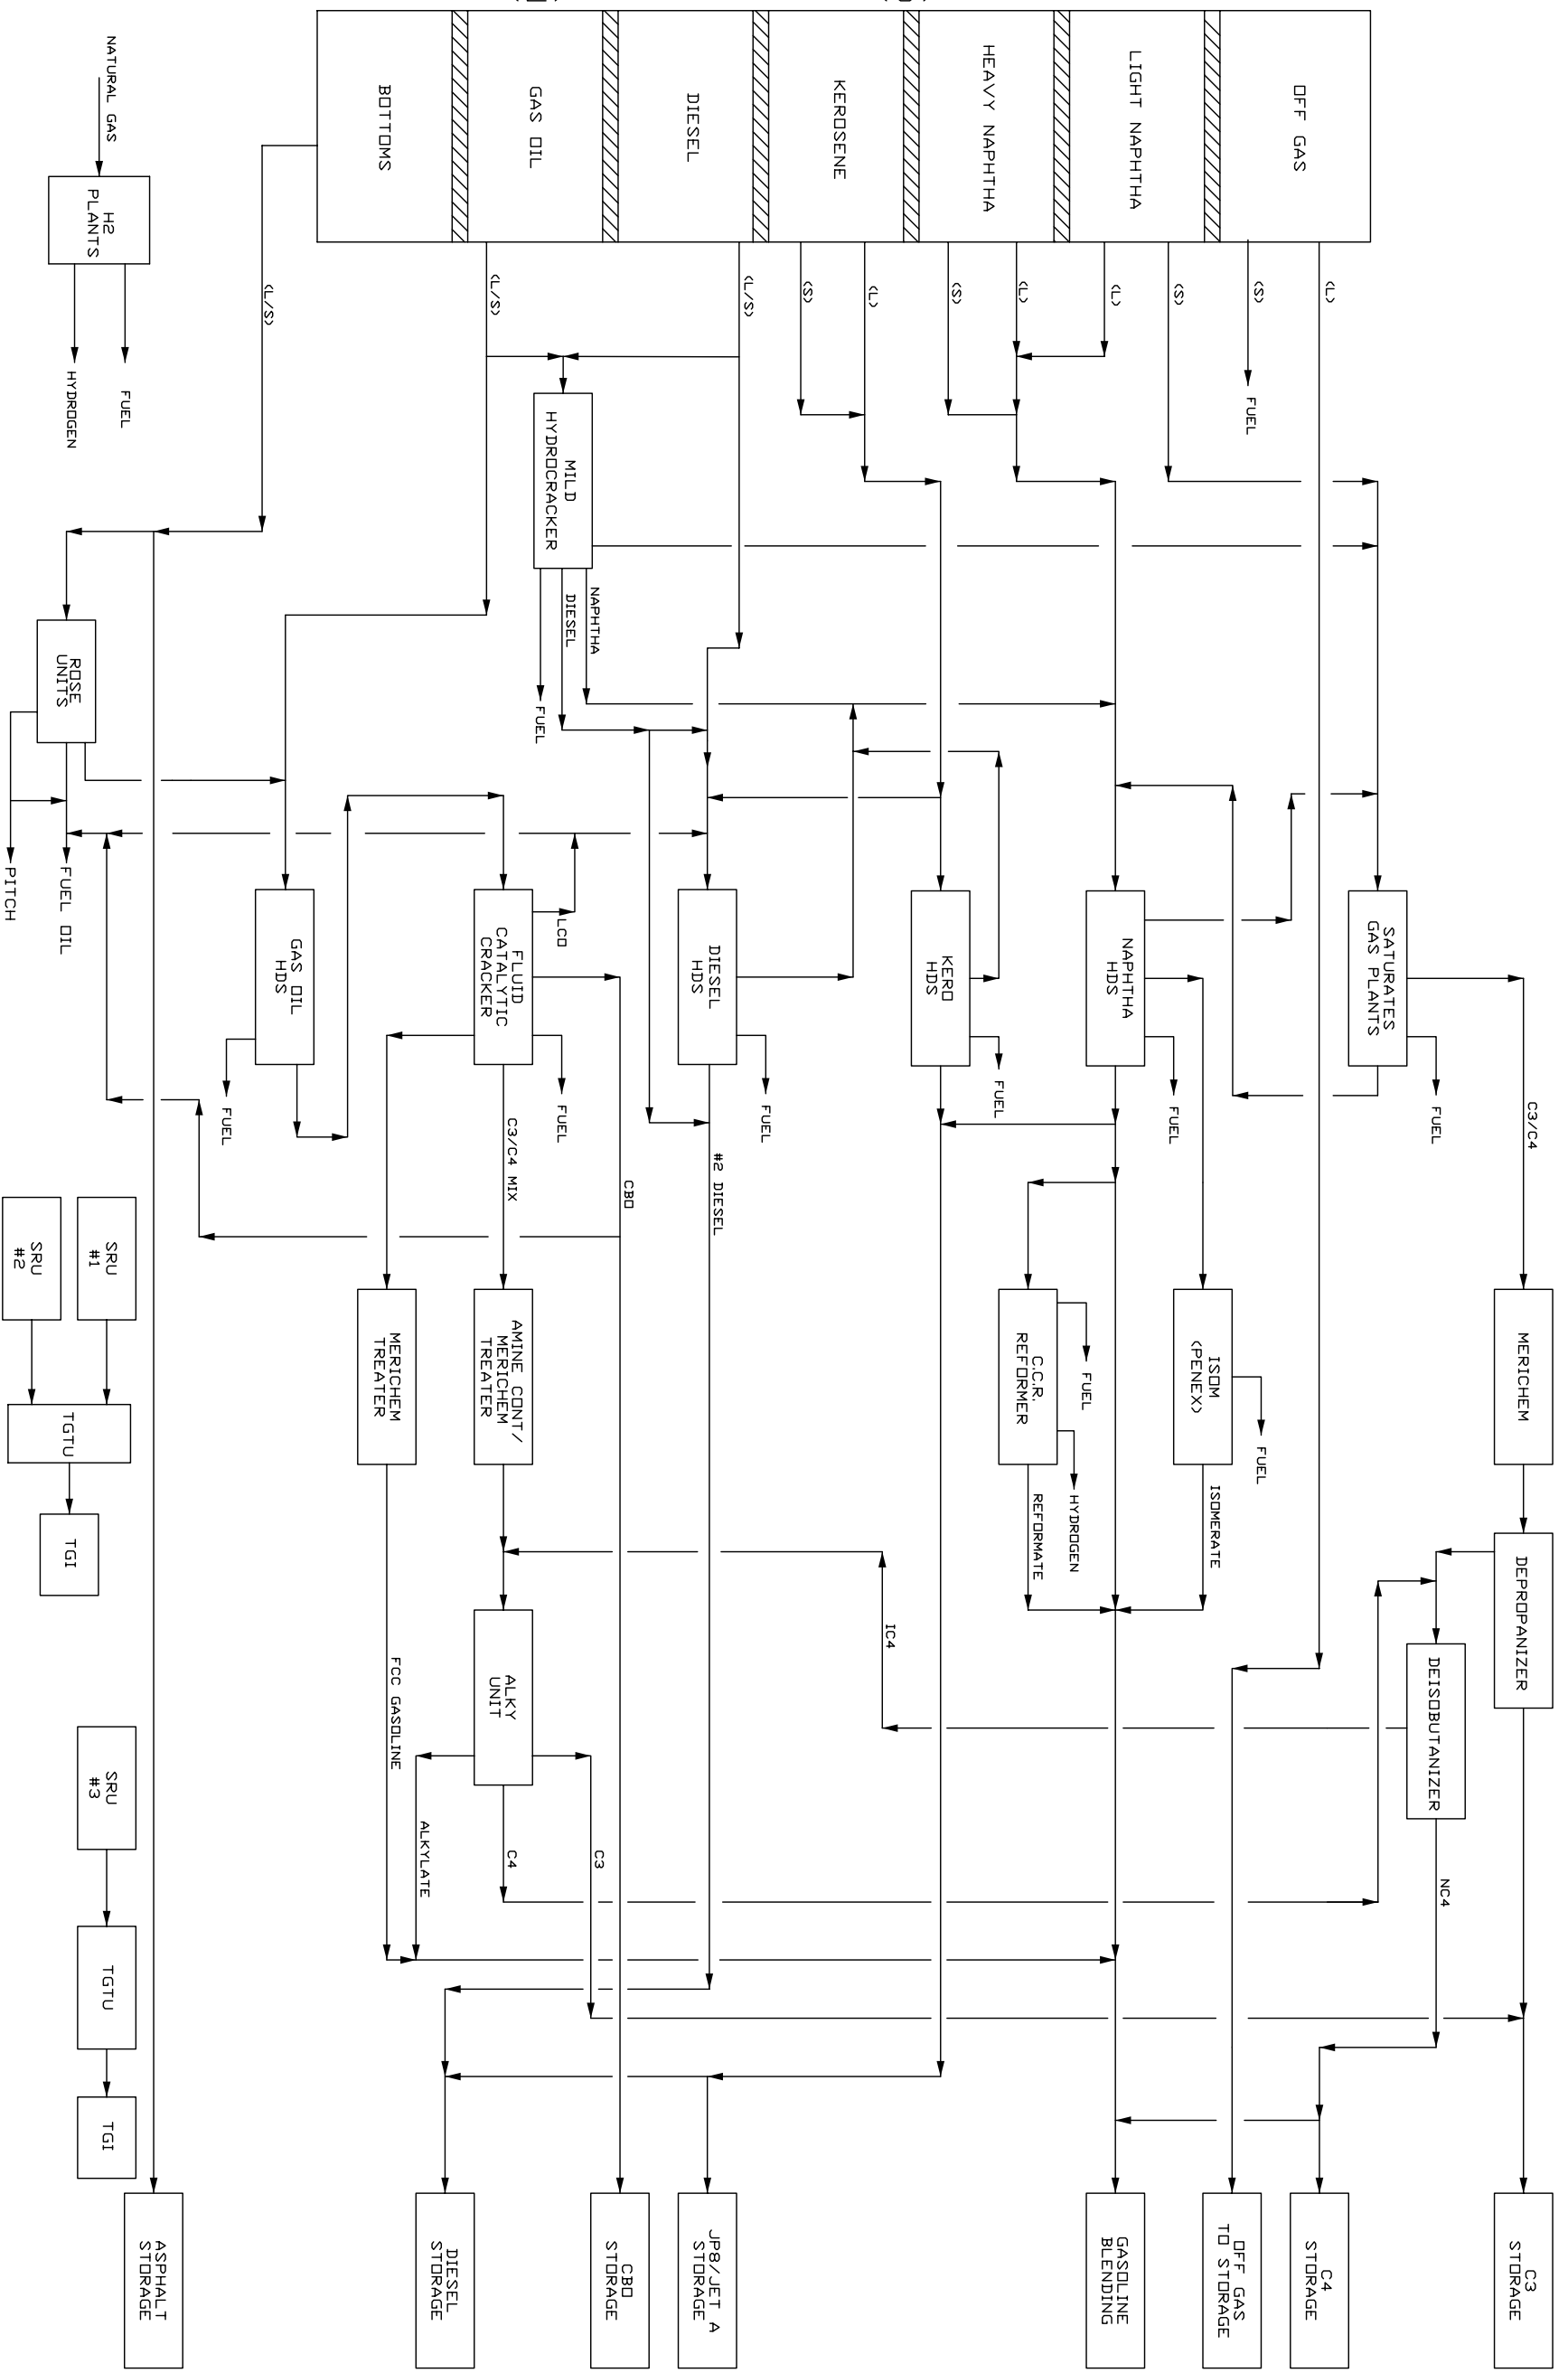 OFF GAS
(L)
(S)
FUEL
LIGHT NAPHTHA
(S)
(L)
HEAVY NAPHTHA
(L)
(S)
KEROSENE
(L)
(S)
DIESEL
(L/S)
GAS OIL
(L/S)
BOTTOMS
(L/S)
NATURAL GAS
H2
PLANTS
FUEL
HYDROGEN
MILD
HYDROCRACKER
NAPHTHA
DIESEL
FUEL
ROSE
UNITS
FUEL OIL
PITCH
SATURATES
GAS PLANTS
FUEL
C3/C4
NAPHTHA
HDS
FUEL
KERO
HDS
FUEL
DIESEL
HDS
FUEL
#2 DIESEL
FLUID
CATALYTIC
CRACKER
LCO
CBO
FUEL
C3/C4 MIX
GAS OIL
HDS
FUEL
MERICHEM
DEPROPANIZER
DEISOBUTANIZER
NC4
IC4
ISOM
(PENEX)
FUEL
ISOMERATE
C.C.R.
REFORMER
FUEL
HYDROGEN
REFORMATE
AMINE CONT/
MERICHEM
TREATER
MERICHEM
TREATER
FCC GASOLINE
ALKY
UNIT
C3
C4
ALKYLATE
SRU
#1
SRU
#2
TGTU
TGI
SRU
#3
TGTU
TGI
C3
STORAGE
C4
STORAGE
OFF GAS
TO STORAGE
GASOLINE
BLENDING
JP8/JET A
STORAGE
CBO
STORAGE
DIESEL
STORAGE
ASPHALT
STORAGE